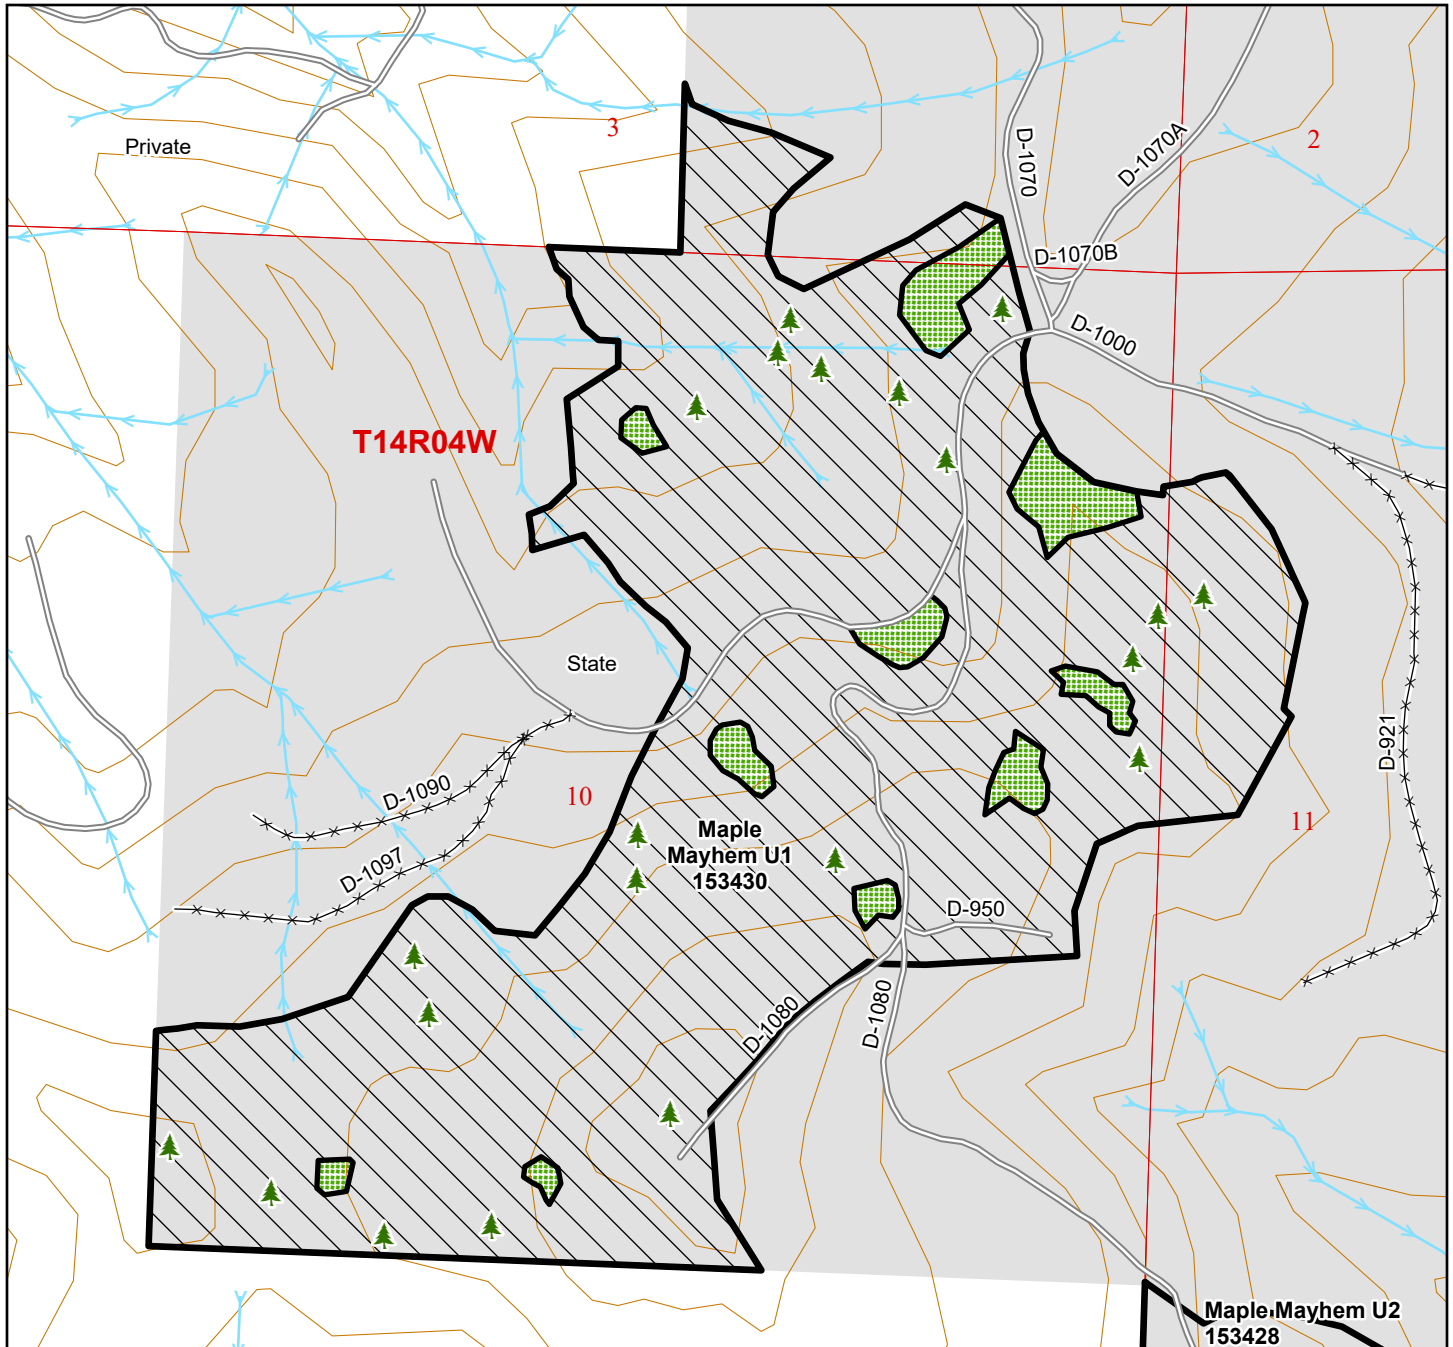 3
2
Private
D-1070
D-1070A
D-1070B
D-1000
T14R04W
State
D-921
D-1090
10
11
Maple
Mayhem U1
153430
D-1097
D-950
D-1080
D-1080
Maple Mayhem U2
153428